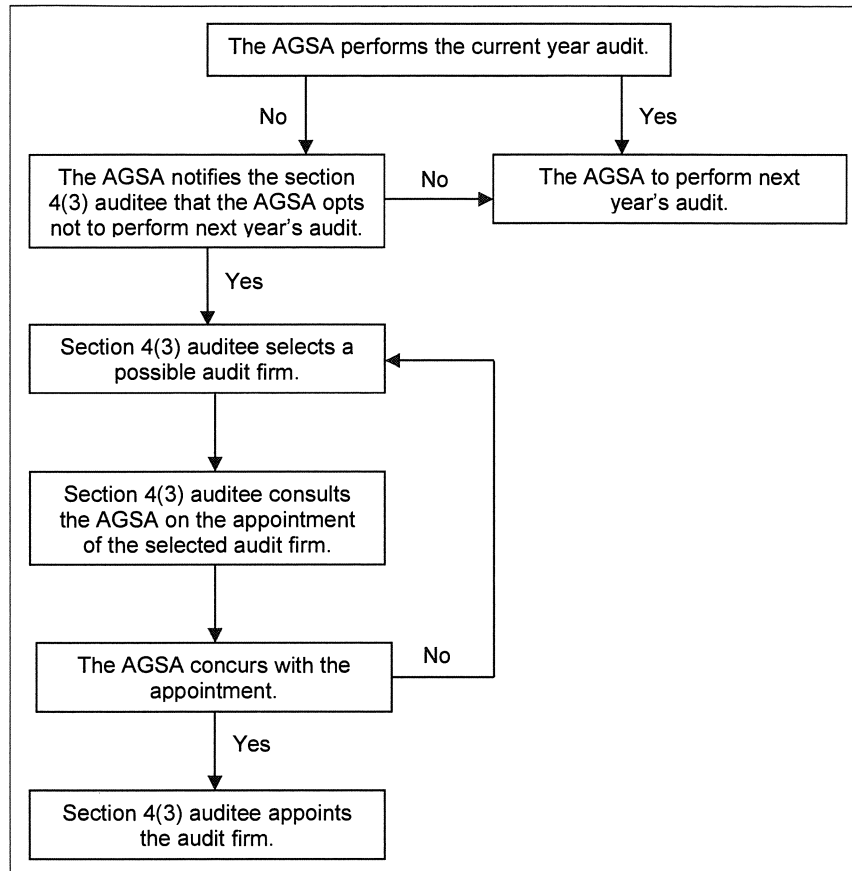 The AGSA performs the current year audit.
No
Yes
The AGSA notifies the section
4(3) auditee that the AGSA opts
not to perform next year's audit.
No
The AGSA to perform next
year's audit.
Yes
Section 4(3) auditee selects a
possible audit firm.
Section 4(3) auditee consults
the AGSA on the appointment
of the selected audit firm.
The AGSA concurs with the
appointment.
No
Yes
Section 4(3) auditee appoints
the audit firm.